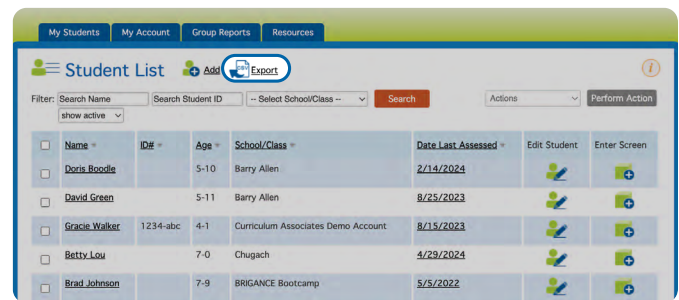 My Students My Account Group Reports Resources
Student List Add CSV Export i
Filter: Search Name Search Student ID -- Select School/Class -- Search Actions Perform Action
show active
Name ID# Age School/Class Date Last Assessed Edit Student Enter Screen
Doris Boodle 5-10 Barry Allen 2/14/2024
David Green 5-11 Barry Allen 8/25/2023
Gracie Walker 1234-abc 4-1 Curriculum Associates Demo Account 8/15/2023
Betty Lou 7-0 Chugach 4/29/2024
Brad Johnson 7-9 BRIGANCE Bootcamp 5/5/2022